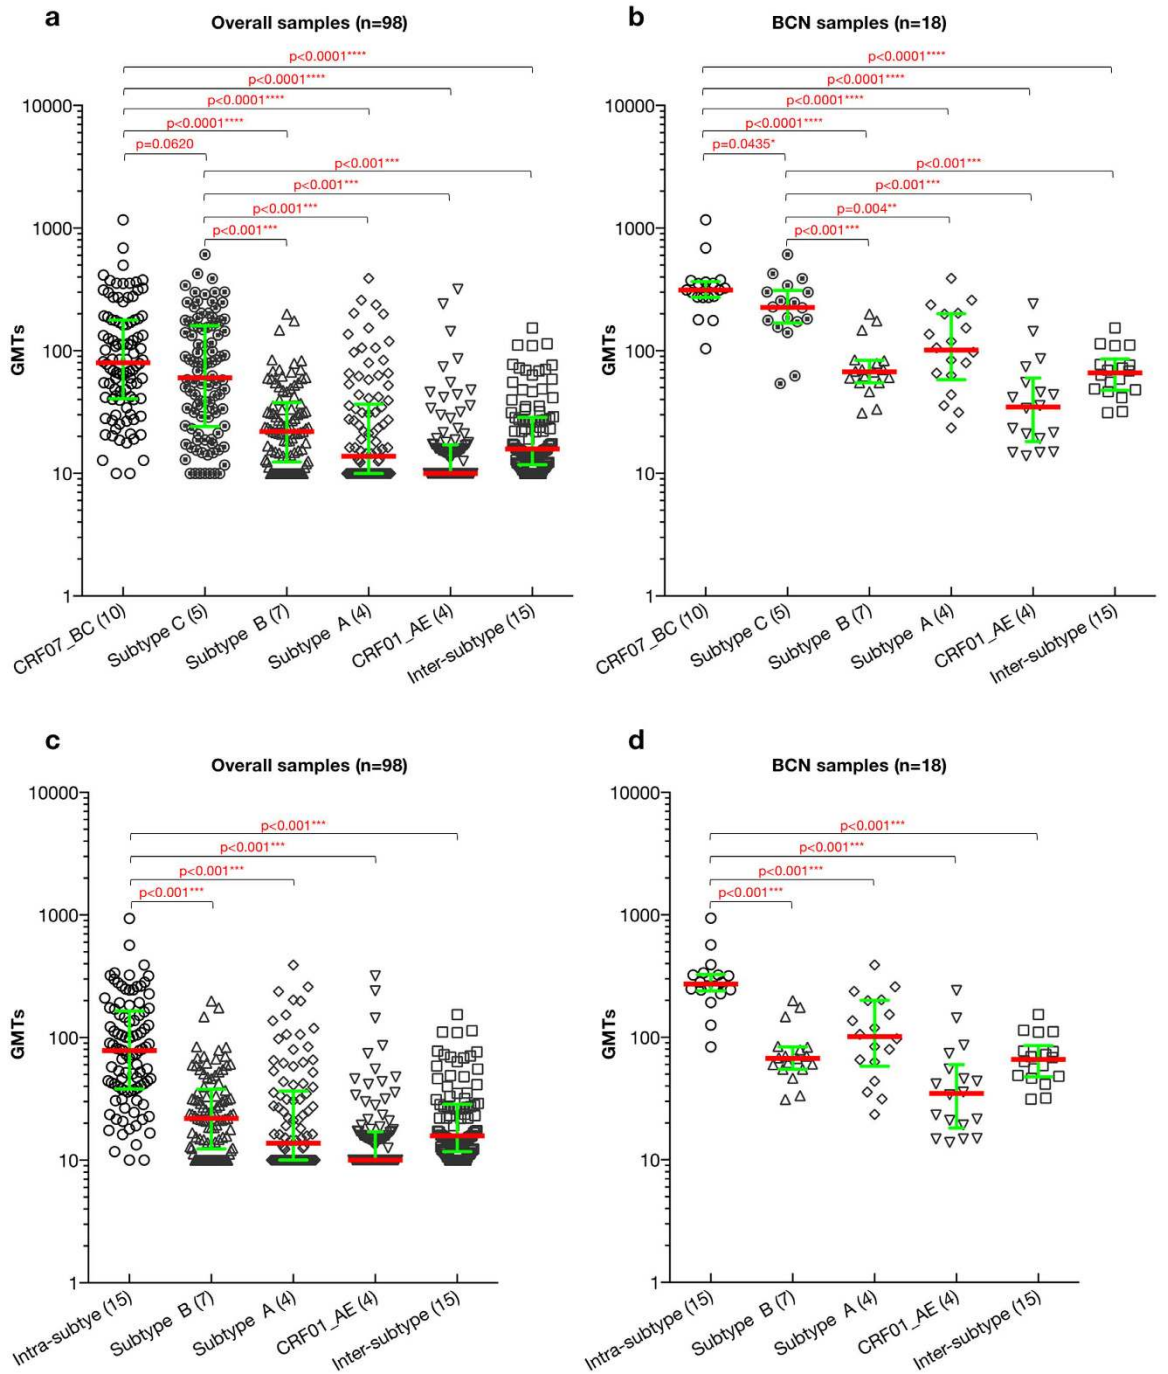 a
Overall samples (n=98)
p<0.0001****
p<0.0001****
p<0.0001****
p<0.0001****
p=0.0620
p<0.001***
p<0.001***
p<0.001***
p<0.001***
10000
1000
100
10
1
GMTs
CRF07_BC (10)
Subtype C (5)
Subtype B (7)
Subtype A (4)
CRF01_AE (4)
Inter-subtype (15)
b
BCN samples (n=18)
p<0.0001****
p<0.0001****
p<0.0001****
p<0.0001****
p=0.0435*
p<0.001***
p<0.001***
p=0.004**
p<0.001***
10000
1000
100
10
1
GMTs
CRF07_BC (10)
Subtype C (5)
Subtype B (7)
Subtype A (4)
CRF01_AE (4)
Inter-subtype (15)
c
Overall samples (n=98)
p<0.001***
p<0.001***
p<0.001***
p<0.001***
10000
1000
100
10
1
GMTs
Intra-subtye (15)
Subtype B (7)
Subtype A (4)
CRF01_AE (4)
Inter-subtype (15)
d
BCN samples (n=18)
p<0.001***
p<0.001***
p<0.001***
p<0.001***
10000
1000
100
10
1
GMTs
Intra-subtype (15)
Subtype B (7)
Subtype A (4)
CRF01_AE (4)
Inter-subtype (15)